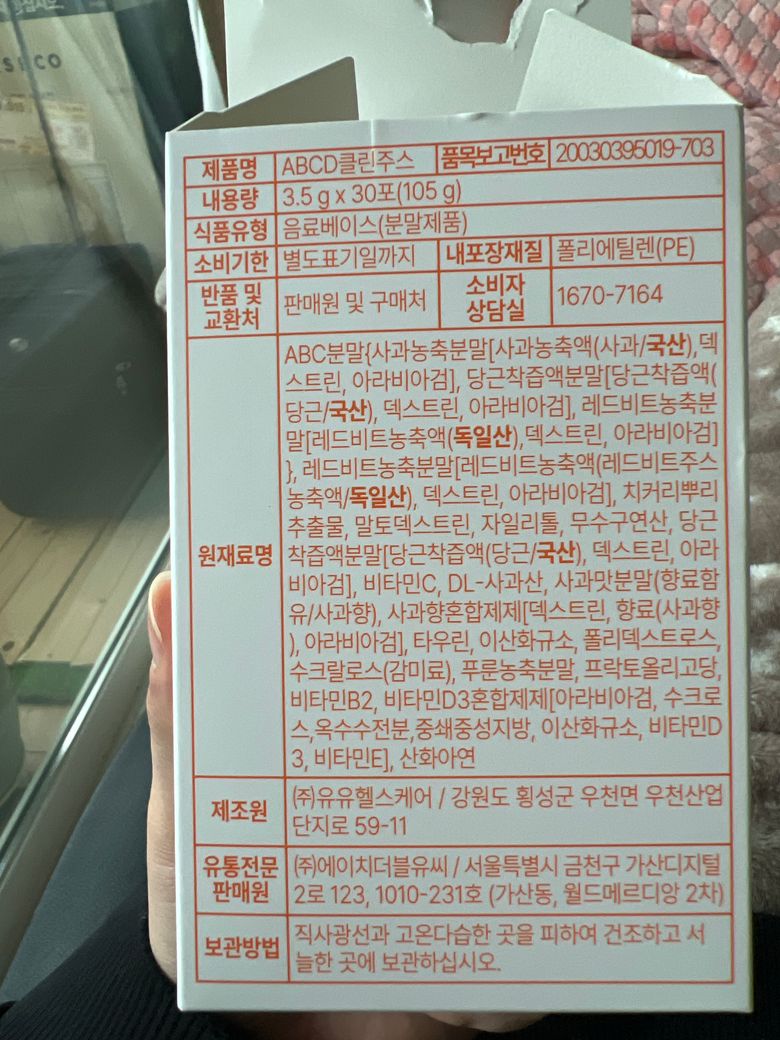 제품명 ABCD클린주스 품목보고번호 20030395019-703
내용량 3.5 g x 30포(105 g)
식품유형 음료베이스(분말제품)
소비기한 별도표기일까지 내포장재질 폴리에틸렌(PE)
반품 및
교환처
판매원 및 구매처
소비자
상담실
1670-7164
원재료명
ABC분말{사과농축분말[사과농축액(사과/국산),덱
스트린, 아라비아검], 당근착즙액분말[당근착즙액(
당근/국산), 덱스트린, 아라비아검], 레드비트농축분
말[레드비트농축액(독일산),덱스트린, 아라비아검]
}, 레드비트농축분말[레드비트농축액(레드비트주스
농축액/독일산), 덱스트린, 아라비아검], 치커리뿌리
추출물, 말토덱스트린, 자일리톨, 무수구연산, 당근
착즙액분말[당근착즙액(당근/국산), 덱스트린, 아라
비아검], 비타민C, DL-사과산, 사과맛분말(향료함
유/사과향), 사과향혼합제제[덱스트린, 향료(사과향
), 아라비아검], 타우린, 이산화규소, 폴리덱스트로스,
수크랄로스(감미료), 푸룬농축분말, 프락토올리고당,
비타민B2, 비타민D3혼합제제[아라비아검, 수크로
스,옥수수전분,중쇄중성지방, 이산화규소, 비타민D
3, 비타민E], 산화아연
제조원
㈜유유헬스케어 / 강원도 횡성군 우천면 우천산업
단지로 59-11
유통전문
판매원
㈜에이치더블유씨 / 서울특별시 금천구 가산디지털
2로 123, 1010-231호 (가산동, 월드메르디앙 2차)
보관방법
직사광선과 고온다습한 곳을 피하여 건조하고 서
늘한 곳에 보관하십시오.